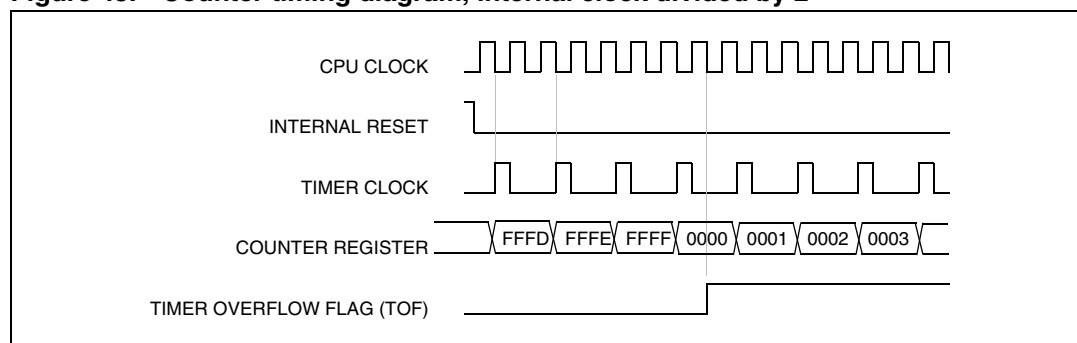 Figure 45. Counter timing diagram, internal clock divided by 2
CPU CLOCK
INTERNAL RESET
TIMER CLOCK
COUNTER REGISTER
FFFD FFFE FFFF 0000 0001 0002 0003
TIMER OVERFLOW FLAG (TOF)